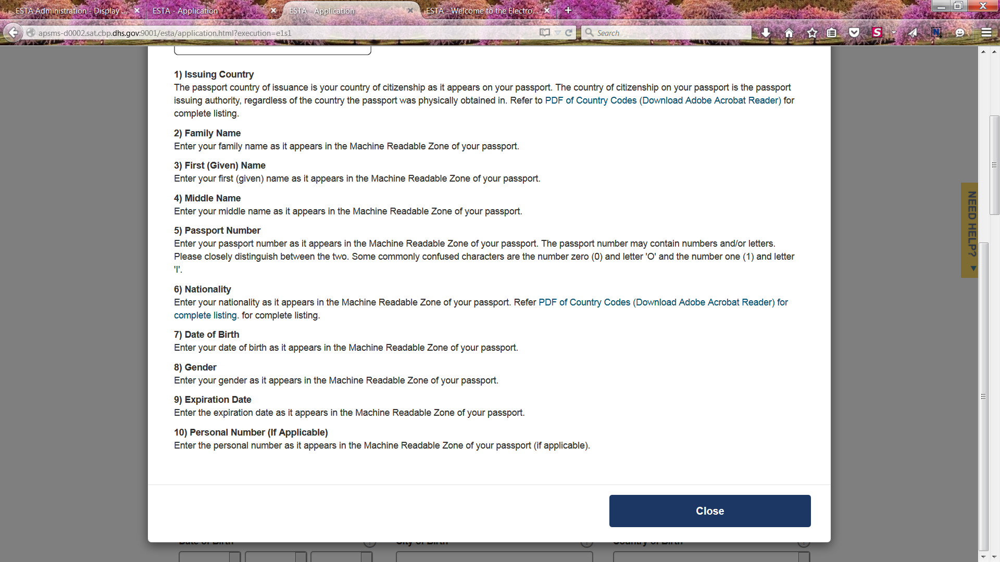 ESTA Administration - Display ...
ESTA - Application
ESTA - Application
ESTA - Welcome to the Electro...
apsms-d0002.sat.cbp.dhs.gov:9001/esta/application.html?execution=e1s1
Search
1) Issuing Country
The passport country of issuance is your country of citizenship as it appears on your passport. The country of citizenship on your passport is the passport
issuing authority, regardless of the country the passport was physically obtained in. Refer to PDF of Country Codes (Download Adobe Acrobat Reader) for
complete listing.
2) Family Name
Enter your family name as it appears in the Machine Readable Zone of your passport.
3) First (Given) Name
Enter your first (given) name as it appears in the Machine Readable Zone of your passport.
4) Middle Name
Enter your middle name as it appears in the Machine Readable Zone of your passport.
5) Passport Number
Enter your passport number as it appears in the Machine Readable Zone of your passport. The passport number may contain numbers and/or letters.
Please closely distinguish between the two. Some commonly confused characters are the number zero (0) and letter 'O' and the number one (1) and letter
'I'.
6) Nationality
Enter your nationality as it appears in the Machine Readable Zone of your passport. Refer PDF of Country Codes (Download Adobe Acrobat Reader) for
complete listing. for complete listing.
7) Date of Birth
Enter your date of birth as it appears in the Machine Readable Zone of your passport.
8) Gender
Enter your gender as it appears in the Machine Readable Zone of your passport.
9) Expiration Date
Enter the expiration date as it appears in the Machine Readable Zone of your passport.
10) Personal Number (If Applicable)
Enter the personal number as it appears in the Machine Readable Zone of your passport (if applicable).
NEED HELP?
Close
Date of Birth
City of Birth
Country of Birth